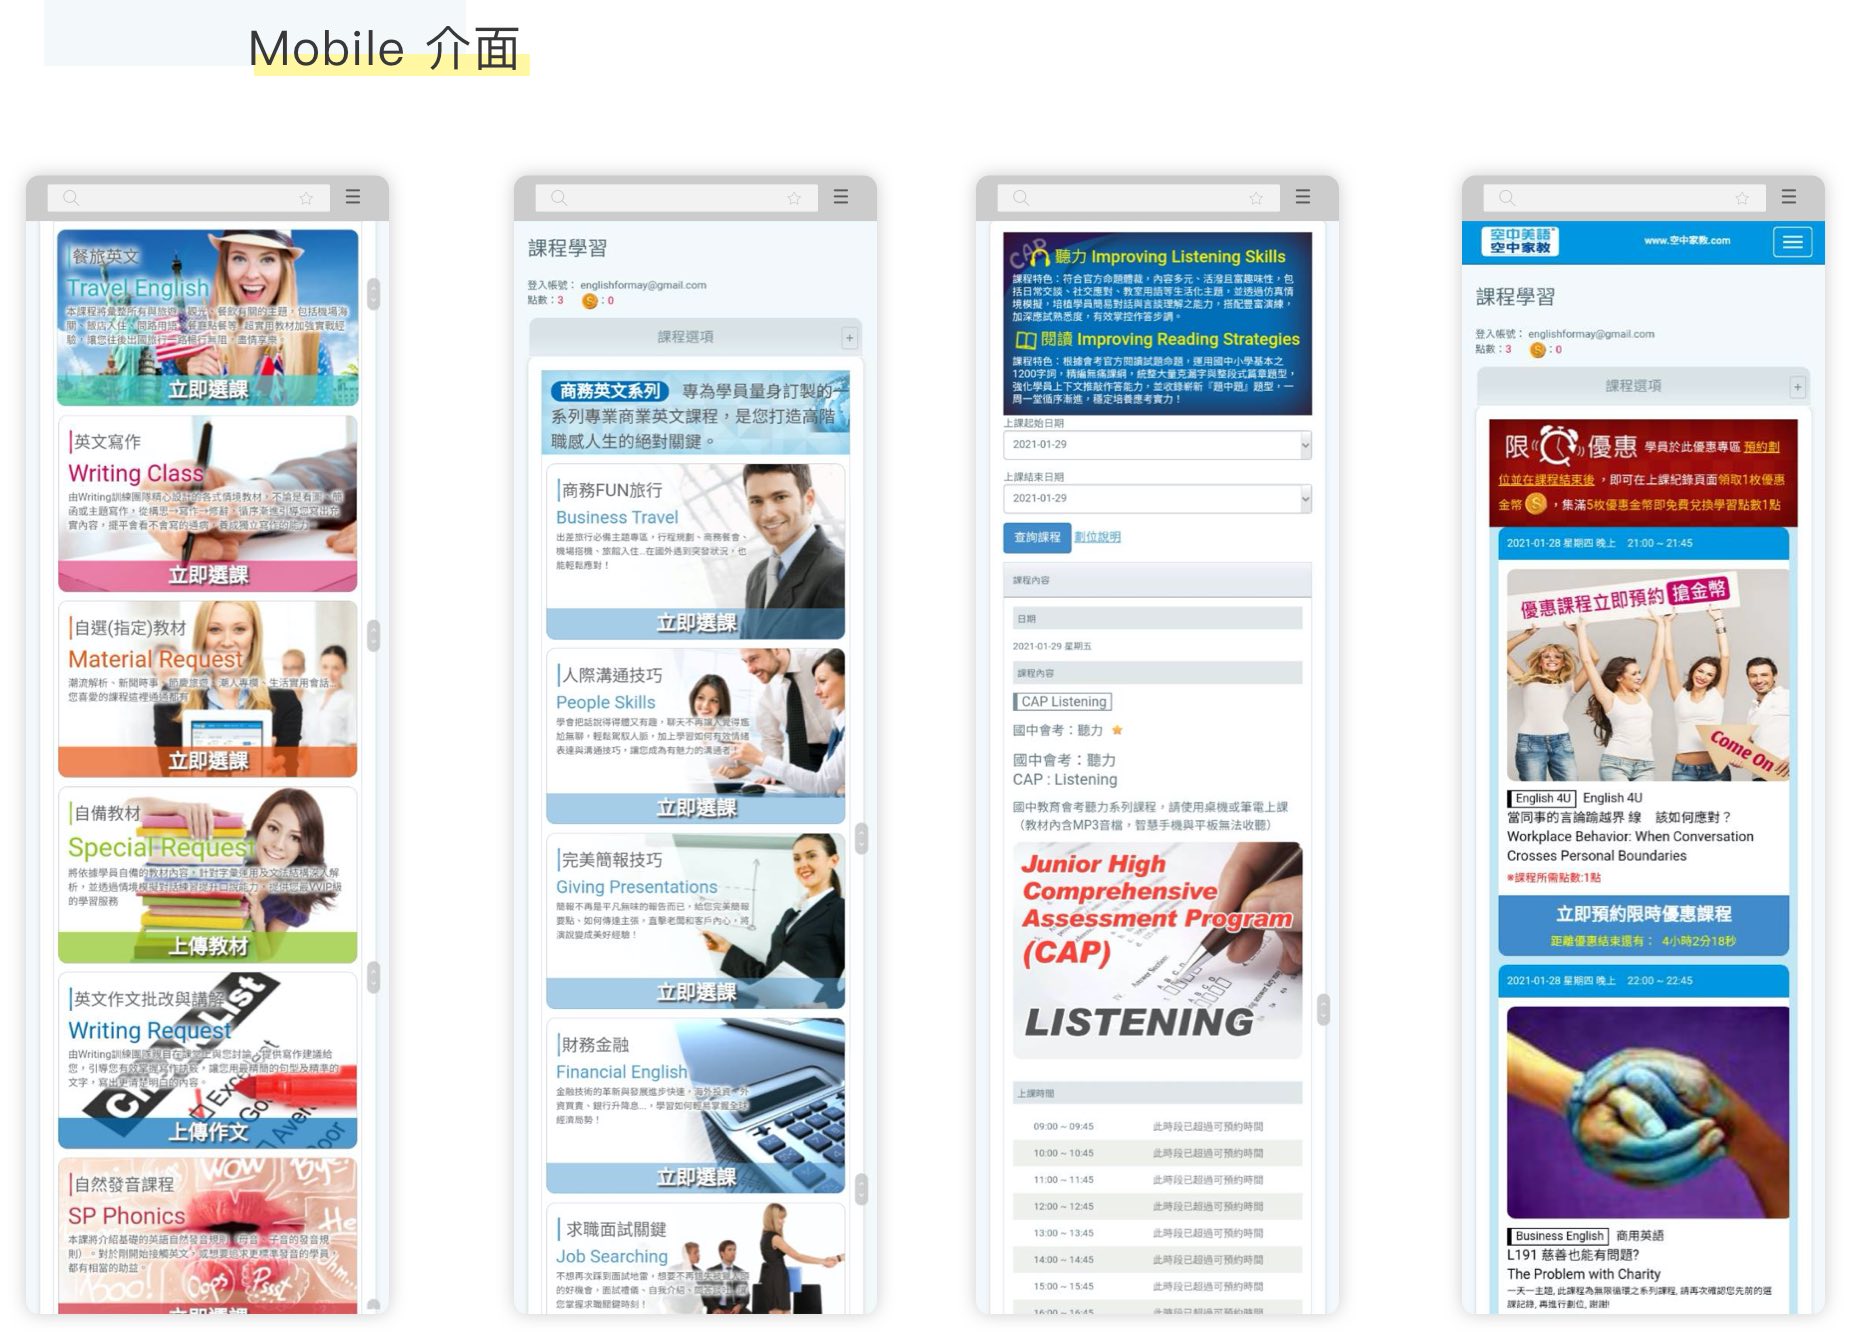 Mobile 介面
餐旅英文
Travel English
本課程將彙整所有與旅遊、觀光、餐飲有關的主題，包括機場海
關、飯店入住、問路用語、餐廳點餐等，超實用教材加強實戰經
驗，讓您往後出國旅行一路暢行無阻、盡情享樂。
立即選課
英文寫作
Writing Class
由Writing訓練團隊精心設計的各式情境教材，不論是看圖、簡
函或主題寫作，從構思→寫作→修辭，循序漸進引導您寫出充
實內容，擺平會看不會寫的通病，養成獨立寫作的能力
立即選課
自選(指定)教材
Material Request
潮流解析、新聞時事、節慶旅遊、潮人專欄、生活實用會話...
您喜愛的課程這裡通通都有
立即選課
自備教材
Special Request
將依據學員自備的教材內容，針對字彙運用及文法結構深入解
析，並透過情境模擬對話練習提升口說能力，提供您最VVIP級
的學習服務
上傳教材
英文作文批改與講解
Writing Request
由Writing訓練團隊親自在課堂上與您討論，提供寫作建議給
您，引導您有效掌握寫作訣竅，讓您用最精簡的句型及精準的
文字，寫出更清楚明白的內容。
上傳作文
自然發音課程
SP Phonics
本課將介紹基礎的英語自然發音規則（母音、子音的發音規
則）。對於剛開始接觸英文，或想要追求更標準發音的學員，
都有相當的助益。
立即選課
課程學習
登入帳號： englishformay@gmail.com
點數：3 ：0
課程選項 +
商務英文系列 專為學員量身訂製的一
系列專業商業英文課程，是您打造高階
職感人生的絕對關鍵。
商務FUN旅行
Business Travel
出差旅行必備主題專區，行程規劃、商務餐會、
機場搭機、旅館入住...在國外遇到突發狀況，也
能輕鬆應對！
立即選課
人際溝通技巧
People Skills
學會把話說得得體又有趣，聊天不再讓人覺得尷
尬無聊，輕鬆駕馭人脈，加上學習如何有效情緒
表達與溝通技巧，讓您成為有魅力的溝通者！
立即選課
完美簡報技巧
Giving Presentations
簡報不再是平凡無味的報告而已，給您完美簡報
要點、如何傳達主張，直擊老闆和客戶內心，將
演說變成美好經驗！
立即選課
財務金融
Financial English
金融技術的革新與發展進步快速，海外投資、外
資買賣、銀行升降息...，學習如何輕易掌握全球
經濟局勢！
立即選課
求職面試關鍵
Job Searching
不想再次踩到面試地雷，想要不再錯失被雇入選
的好機會，面試禮儀、自我介紹、問答
您掌握求職關鍵時刻！
CAP
聽力 Improving Listening Skills
課程特色：符合官方命題體裁，內容多元、活潑且富趣味性，包
括日常交談、社交應對、教室用語等生活化主題，並透過仿真情
境模擬，培植學員簡易對話與言談理解之能力，搭配豐富演練，
加深應試熟悉度，有效掌控作答步調。
閱讀 Improving Reading Strategies
課程特色：根據會考官方閱讀試題命題，運用國中小學基本之
1200字詞，精編無痛課綱，統整大量克漏字與整段式篇章題型，
強化學員上下文推敲作答能力，並收錄嶄新『題中題』題型，一
周一堂循序漸進，穩定培養應考實力！
上課起始日期
2021-01-29
上課結束日期
2021-01-29
查詢課程 劃位說明
課程內容
日期
2021-01-29 星期五
課程內容
CAP Listening
國中會考：聽力
國中會考：聽力
CAP : Listening
國中教育會考聽力系列課程，請使用桌機或筆電上課
（教材內含MP3音檔，智慧手機與平板無法收聽）
Junior High
Comprehensive
Assessment Program
(CAP)
LISTENING
上課時間
09:00 ~ 09:45 此時段已超過可預約時間
10:00 ~ 10:45 此時段已超過可預約時間
11:00 ~ 11:45 此時段已超過可預約時間
12:00 ~ 12:45 此時段已超過可預約時間
13:00 ~ 13:45 此時段已超過可預約時間
14:00 ~ 14:45 此時段已超過可預約時間
15:00 ~ 15:45 此時段已超過可預約時間
16:00 ~ 16:45 此時段已超過可預約時間
空中美語
空中家教
www.空中家教.com
課程學習
登入帳號： englishformay@gmail.com
點數：3 ：0
課程選項 +
限 優惠 學員於此優惠專區 預約劃
位並在課程結束後，即可在上課紀錄頁面領取1枚優惠
金幣 ，集滿5枚優惠金幣即免費兌換學習點數1點
2021-01-28 星期四 晚上 21:00 ~ 21:45
優惠課程立即預約 搶金幣
Come On !!!
English 4U English 4U
當同事的言論踰越界 線　該如何應對？
Workplace Behavior: When Conversation
Crosses Personal Boundaries
※課程所需點數:1點
立即預約限時優惠課程
距離優惠結束還有： 4小時2分18秒
2021-01-28 星期四 晚上 22:00 ~ 22:45
Business English 商用英語
L191 慈善也能有問題?
The Problem with Charity
一天一主題, 此課程為無限循環之系列課程, 請再次確認您先前的選
課記錄, 再進行劃位, 謝謝!